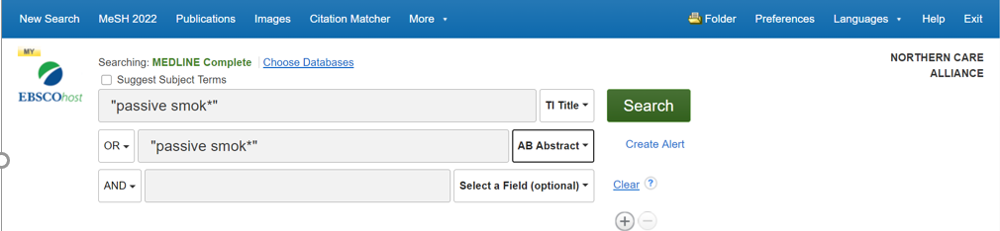 New Search MeSH 2022 Publications Images Citation Matcher More Folder Preferences Languages Help Exit
MY
EBSCOhost
Searching: MEDLINE Complete Choose Databases
Suggest Subject Terms
NORTHERN CARE
ALLIANCE
"passive smok*" TI Title Search
OR "passive smok*" AB Abstract Create Alert
AND Select a Field (optional) Clear ?
+ −